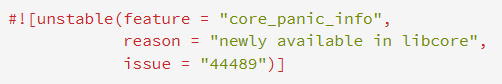 #![unstable(feature = "core_panic_info",
            reason = "newly available in libcore",
            issue = "44489")]